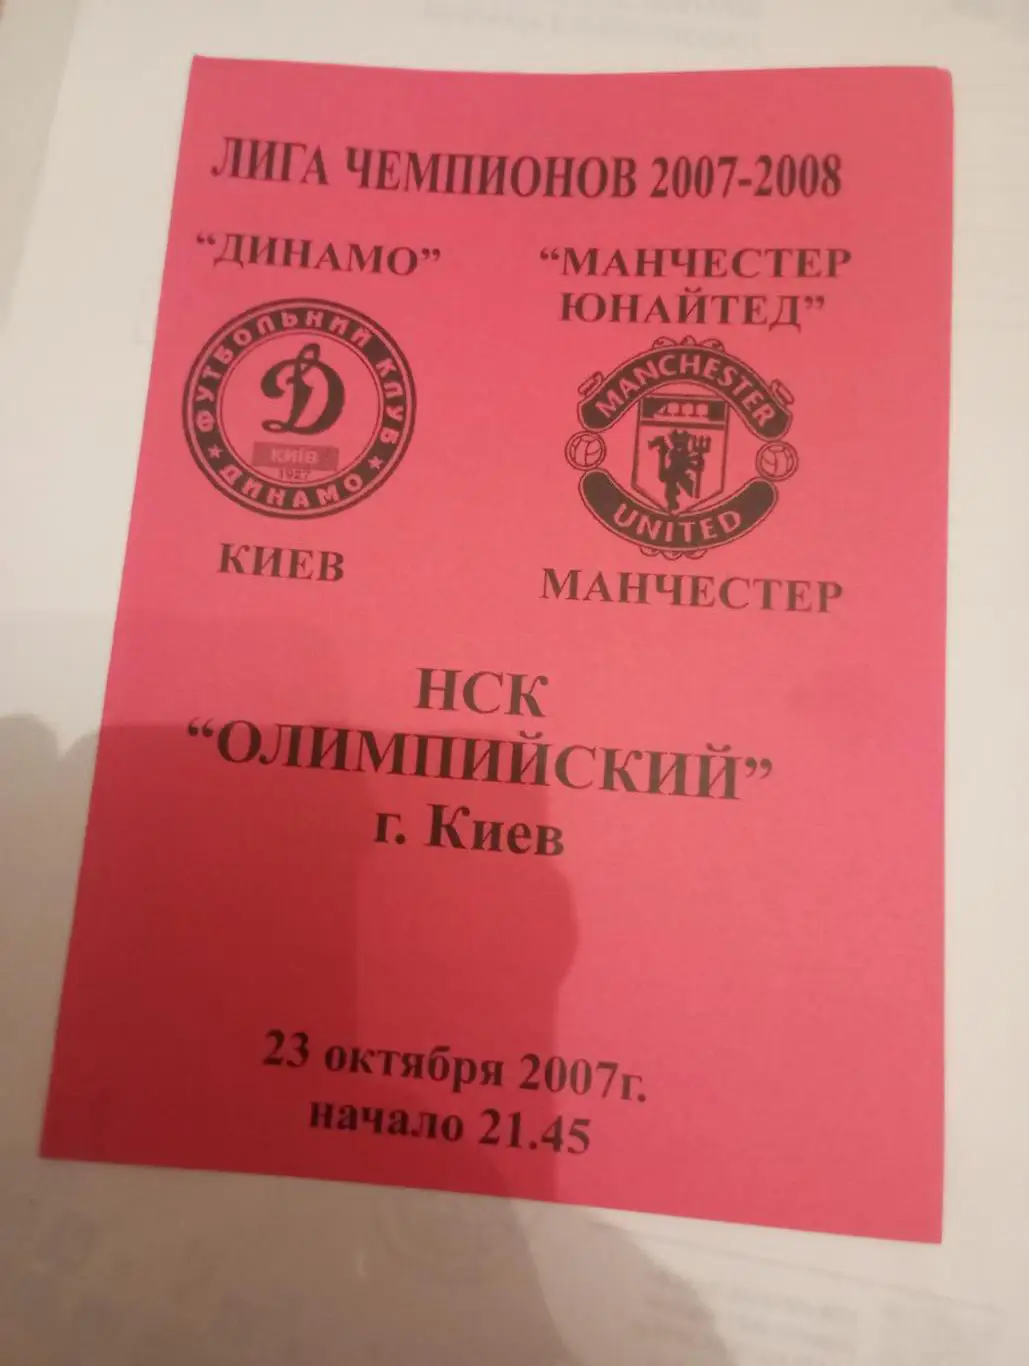 ЛИГА ЧЕМПИОНОВ 2007-2008
“ДИНАМО”
ФУТБОЛЬНИЙ КЛУБ
ДИНАМО
Д
КИЇВ
1927
КИЕВ
“МАНЧЕСТЕР
ЮНАЙТЕД”
MANCHESTER
UNITED
МАНЧЕСТЕР
НСК
“ОЛИМПИЙСКИЙ”
г. Киев
23 октября 2007г.
начало 21.45